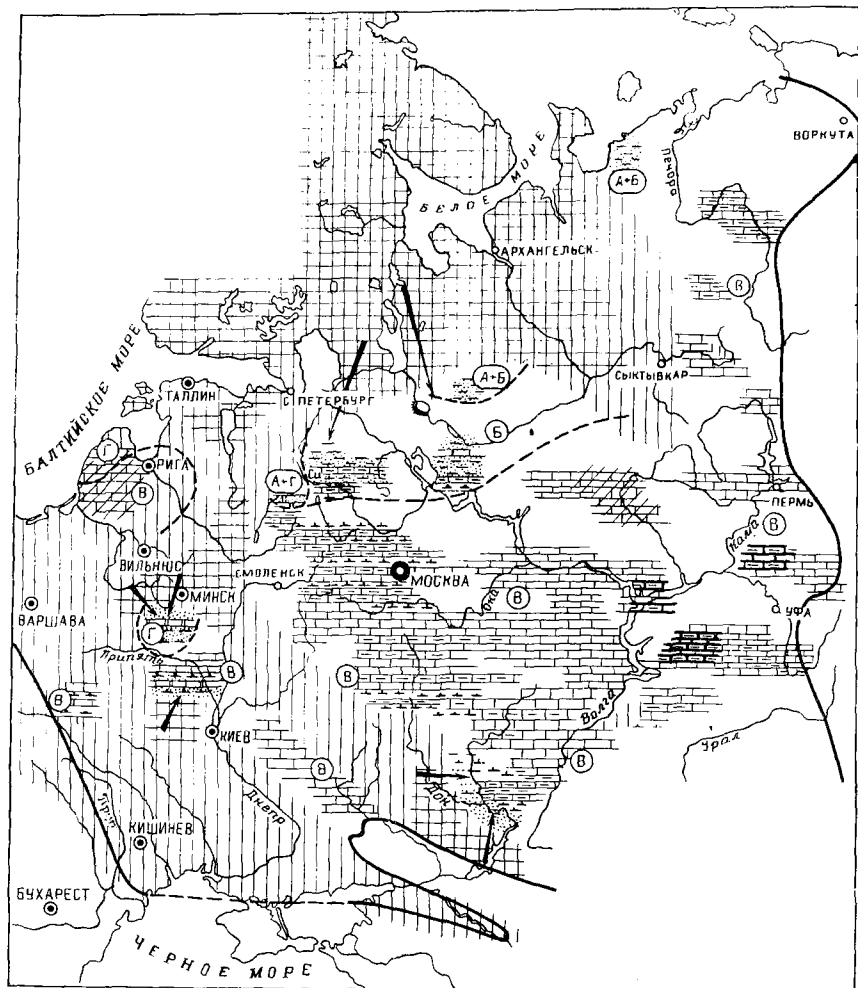 ВОРКУТА
Печора
А+Б
БЕЛОЕ МОРЕ
АРХАНГЕЛЬСК
В
БАЛТИЙСКОЕ МОРЕ
ТАЛЛИН
С. ПЕТЕРБУРГ
А+Б
СЫКТЫВКАР
Б
Г
РИГА
А+Г
В
ПЕРМЬ
В
Кама
ВИЛЬНЮС
СМОЛЕНСК
МОСКВА
МИНСК
Ока
В
УФА
ВАРШАВА
Г
Припять
В
В
В
Волга
Урал
КИЕВ
В
В
Дон
Днепр
Прут
КИШИНЕВ
БУХАРЕСТ
ЧЕРНОЕ МОРЕ